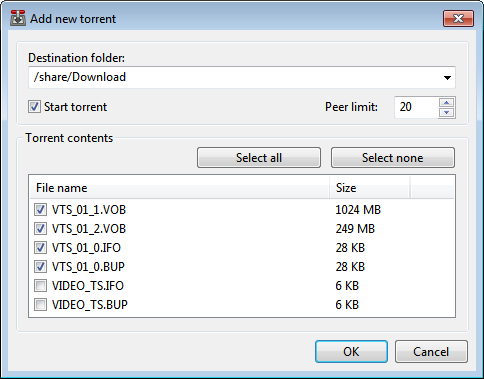 Add new torrent
Destination folder:
/share/Download
Start torrent Peer limit: 20
Torrent contents
Select all Select none
File name Size
VTS_01_1.VOB 1024 MB
VTS_01_2.VOB 249 MB
VTS_01_0.IFO 28 KB
VTS_01_0.BUP 28 KB
VIDEO_TS.IFO 6 KB
VIDEO_TS.BUP 6 KB
OK Cancel